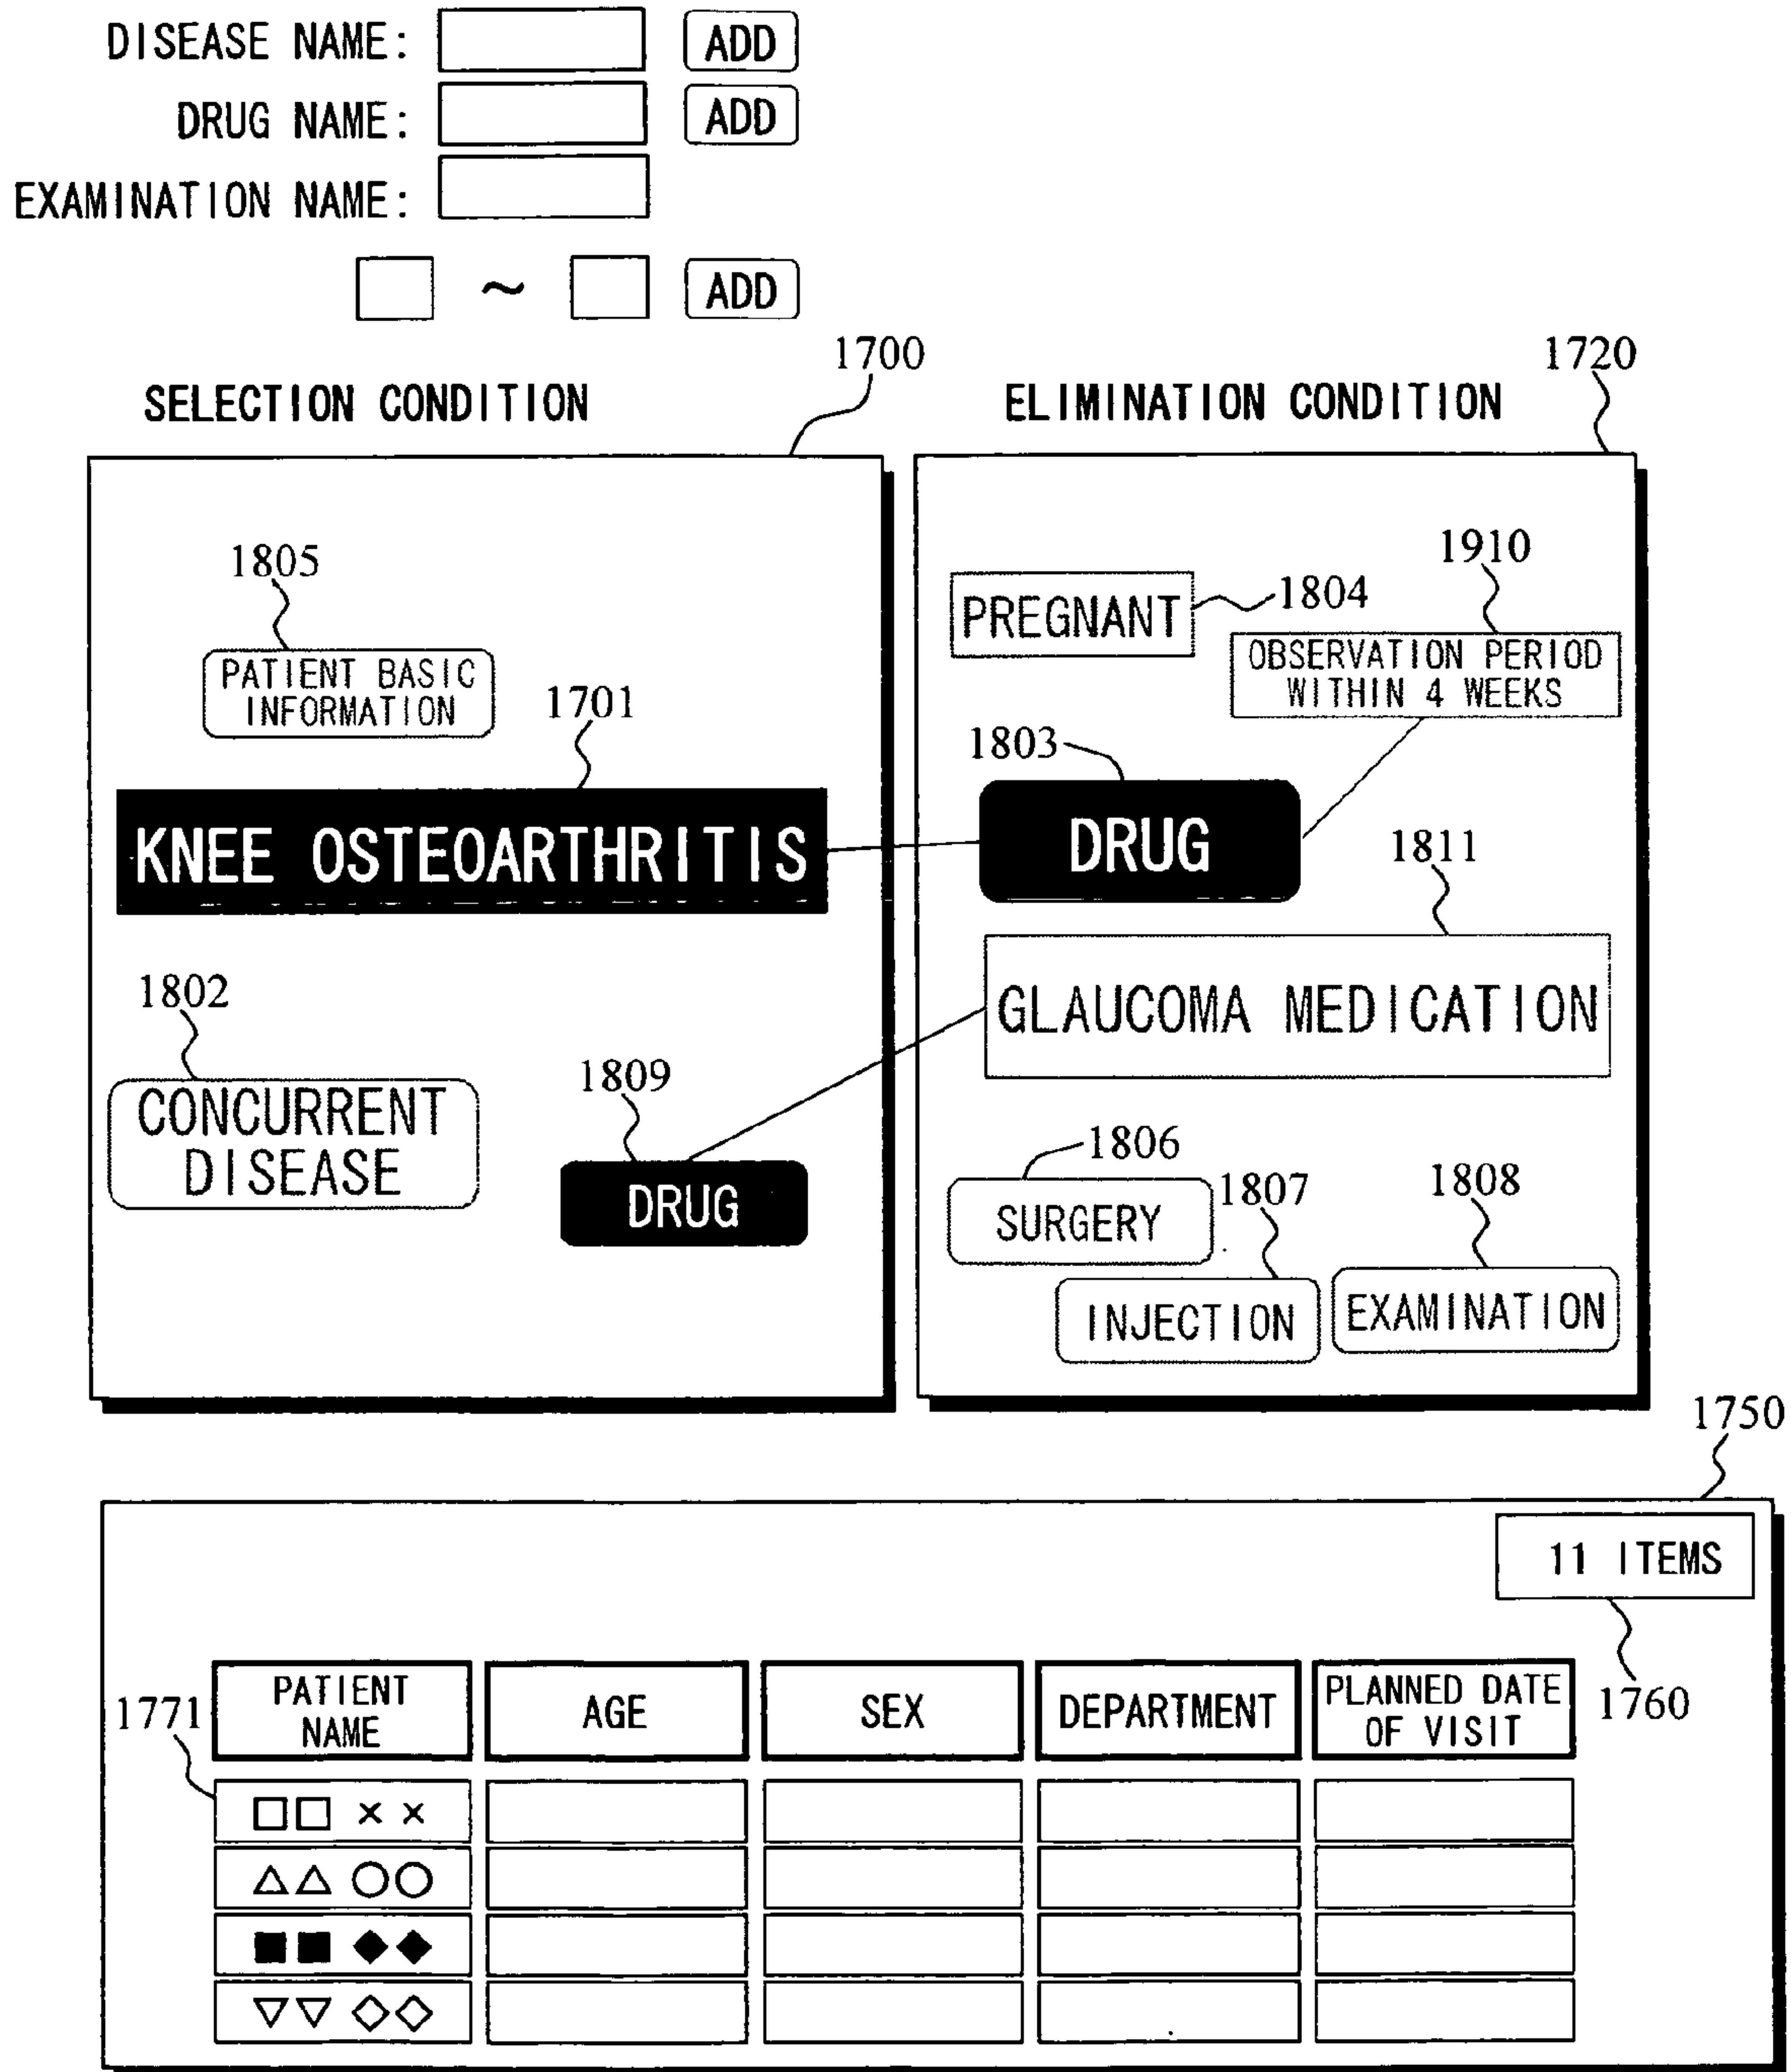 DISEASE NAME: ADD
DRUG NAME: ADD
EXAMINATION NAME:
~ ADD
1700
1720
SELECTION CONDITION
ELIMINATION CONDITION
1805
PATIENT BASIC
INFORMATION
1701
KNEE OSTEOARTHRITIS
1802
CONCURRENT
DISEASE
1809
DRUG
1910
PREGNANT
1804
OBSERVATION PERIOD
WITHIN 4 WEEKS
1803
DRUG
1811
GLAUCOMA MEDICATION
1806
SURGERY
1807
INJECTION
1808
EXAMINATION
1750
11 ITEMS
1760
1771
PATIENT
NAME
AGE
SEX
DEPARTMENT
PLANNED DATE
OF VISIT
□□ ××
△△ ○○
■■ ◆◆
▽▽ ◇◇